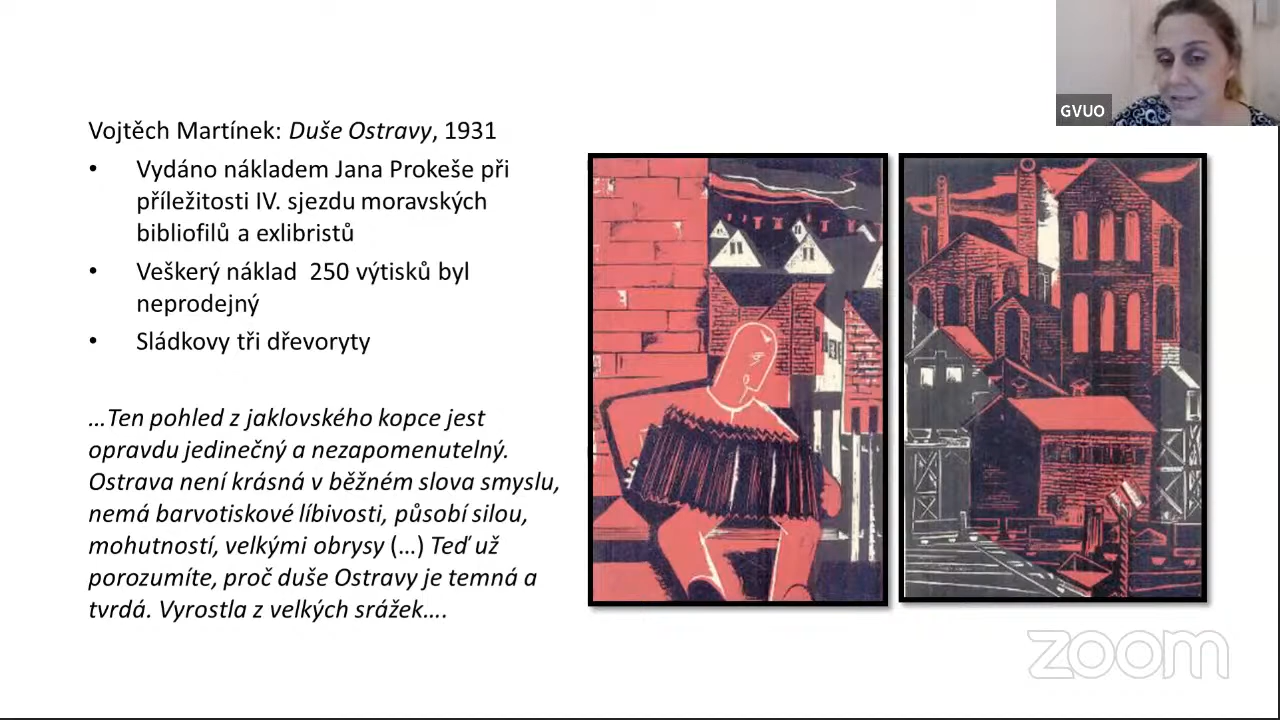 GVUO
Vojtěch Martínek: Duše Ostravy, 1931
• Vydáno nákladem Jana Prokeše při
příležitosti IV. sjezdu moravských
bibliofilů a exlibristů
• Veškerý náklad 250 výtisků byl
neprodejný
• Sládkovy tři dřevoryty
…Ten pohled z jaklovského kopce jest
opravdu jedinečný a nezapomenutelný.
Ostrava není krásná v běžném slova smyslu,
nemá barvotiskové líbivosti, působí silou,
mohutností, velkými obrysy (…) Teď už
porozumíte, proč duše Ostravy je temná a
tvrdá. Vyrostla z velkých srážek….
zoom